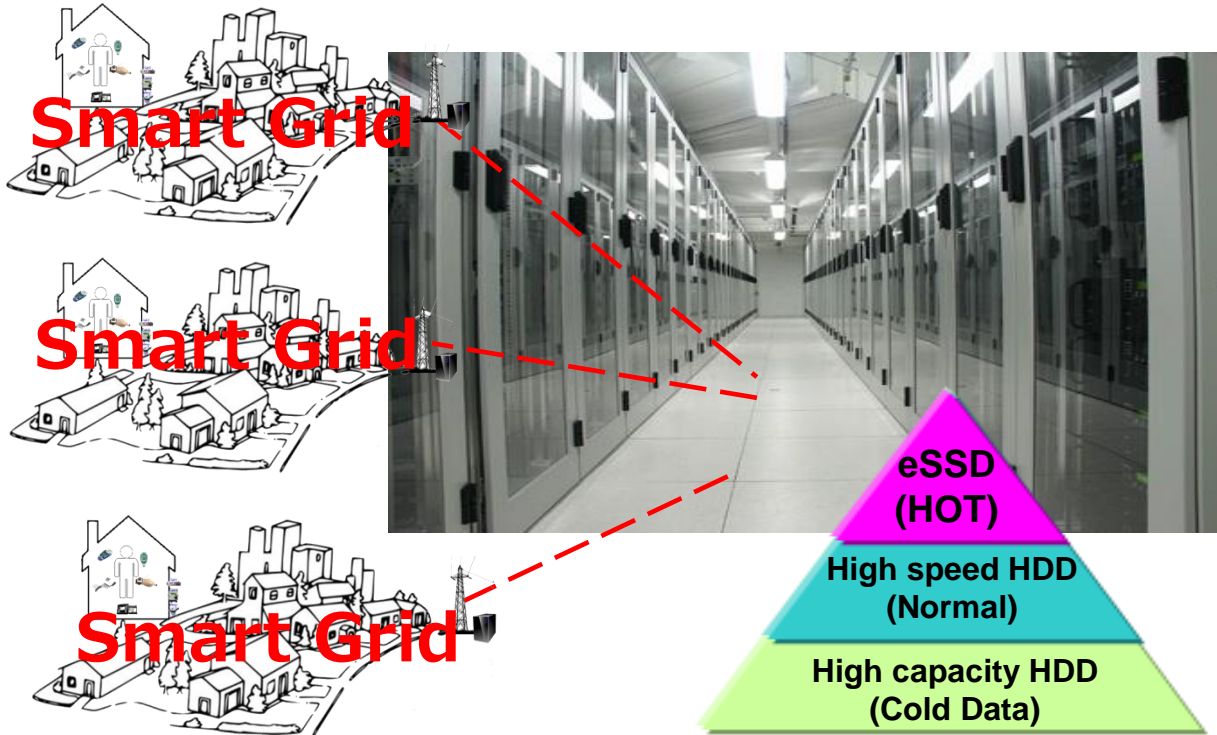 Smart Grid
Smart Grid
Smart Grid
eSSD
(HOT)
High speed HDD
(Normal)
High capacity HDD
(Cold Data)